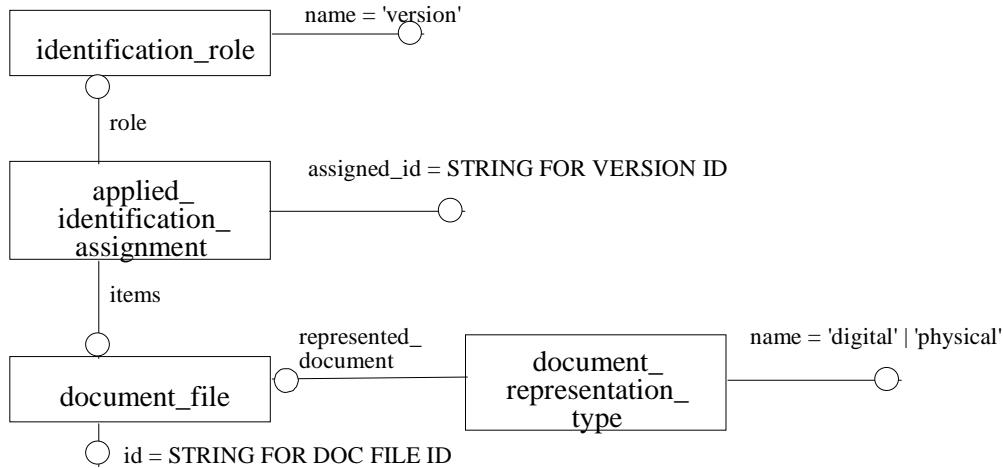 name = 'version'
identification_role
role
assigned_id = STRING FOR VERSION ID
applied_
identification_
assignment
items
represented_
document
name = 'digital' | 'physical'
document_
representation_
type
document_file
id = STRING FOR DOC FILE ID